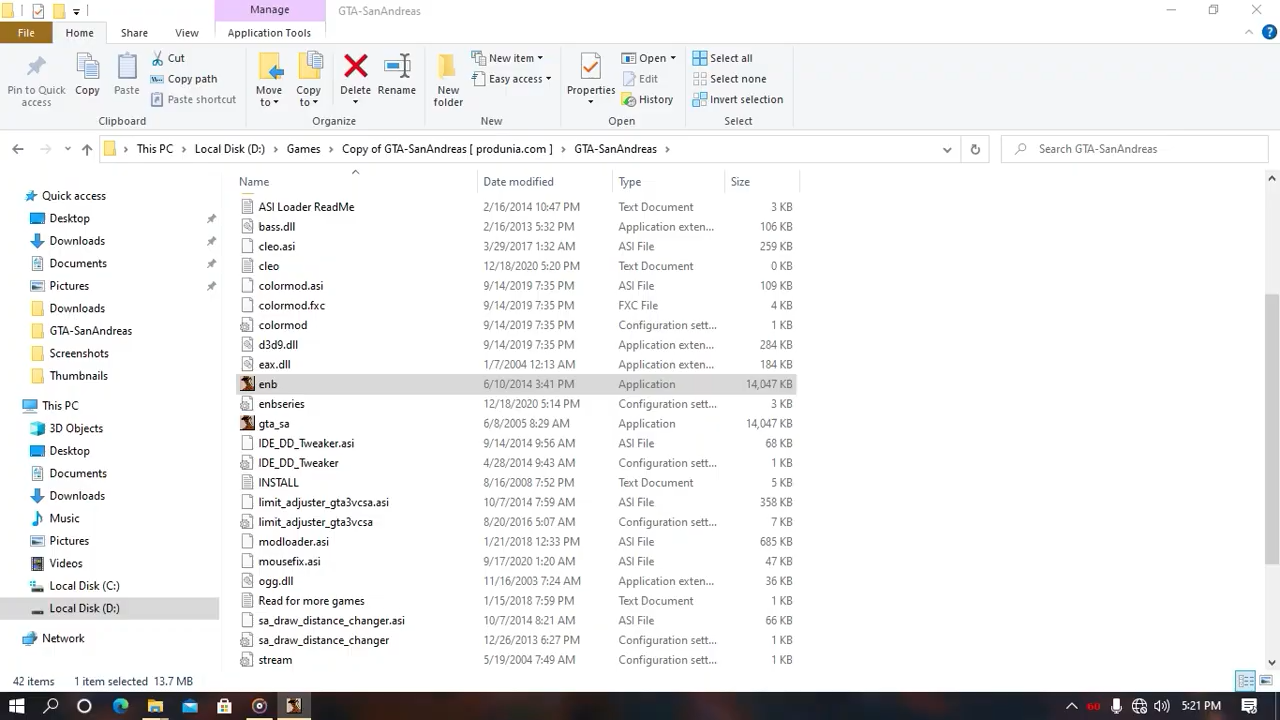 Manage
GTA-SanAndreas
File
Home
Share
View
Application Tools
Pin to Quick access
Copy
Paste
Cut
Copy path
Paste shortcut
Clipboard
Move to
Copy to
Delete
Rename
Organize
New folder
New item
Easy access
New
Properties
Open
Edit
History
Open
Select all
Select none
Invert selection
Select
This PC > Local Disk (D:) > Games > Copy of GTA-SanAndreas [ produnia.com ] > GTA-SanAndreas >
Search GTA-SanAndreas
Quick access
Desktop
Downloads
Documents
Pictures
Downloads
GTA-SanAndreas
Screenshots
Thumbnails
This PC
3D Objects
Desktop
Documents
Downloads
Music
Pictures
Videos
Local Disk (C:)
Local Disk (D:)
Network
Name Date modified Type Size
ASI Loader ReadMe 2/16/2014 10:47 PM Text Document 3 KB
bass.dll 2/16/2013 5:32 PM Application exten... 106 KB
cleo.asi 3/29/2017 1:32 AM ASI File 259 KB
cleo 12/18/2020 5:20 PM Text Document 0 KB
colormod.asi 9/14/2019 7:35 PM ASI File 109 KB
colormod.fxc 9/14/2019 7:35 PM FXC File 4 KB
colormod 9/14/2019 7:35 PM Configuration sett... 1 KB
d3d9.dll 9/14/2019 7:35 PM Application exten... 284 KB
eax.dll 1/7/2004 12:13 AM Application exten... 184 KB
enb 6/10/2014 3:41 PM Application 14,047 KB
enbseries 12/18/2020 5:14 PM Configuration sett... 3 KB
gta_sa 6/8/2005 8:29 AM Application 14,047 KB
IDE_DD_Tweaker.asi 9/14/2014 9:56 AM ASI File 68 KB
IDE_DD_Tweaker 4/28/2014 9:43 AM Configuration sett... 1 KB
INSTALL 8/16/2008 7:52 PM Text Document 5 KB
limit_adjuster_gta3vcsa.asi 10/7/2014 7:59 AM ASI File 358 KB
limit_adjuster_gta3vcsa 8/20/2016 5:07 AM Configuration sett... 7 KB
modloader.asi 1/21/2018 12:33 PM ASI File 685 KB
mousefix.asi 9/17/2020 1:20 AM ASI File 47 KB
ogg.dll 11/16/2003 7:24 AM Application exten... 36 KB
Read for more games 1/15/2018 7:59 PM Text Document 1 KB
sa_draw_distance_changer.asi 10/7/2014 8:21 AM ASI File 66 KB
sa_draw_distance_changer 12/26/2013 6:27 PM Configuration sett... 1 KB
stream 5/19/2004 7:49 AM Configuration sett... 1 KB
42 items 1 item selected 13.7 MB
60
5:21 PM